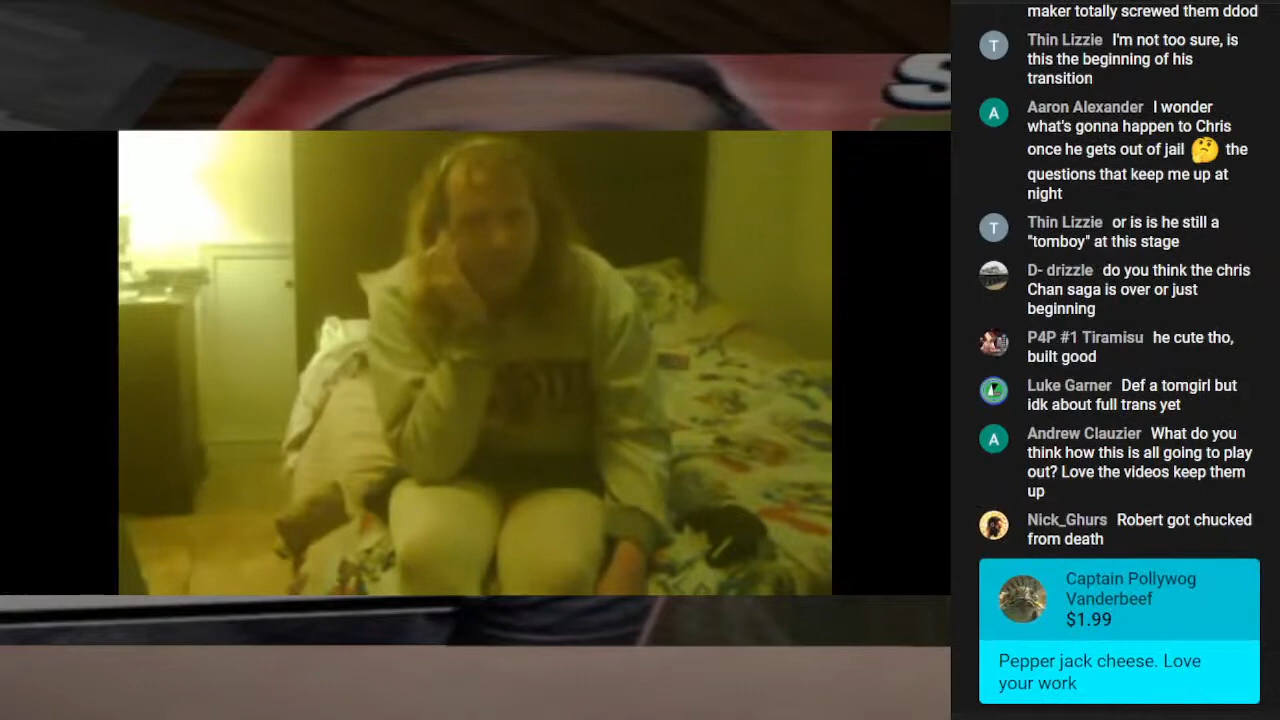 maker totally screwed them ddod
Thin Lizzie I'm not too sure, is
this the beginning of his
transition
Aaron Alexander I wonder
what's gonna happen to Chris
once he gets out of jail 🤔 the
questions that keep me up at
night
Thin Lizzie or is is he still a
"tomboy" at this stage
D- drizzle do you think the chris
Chan saga is over or just
beginning
P4P #1 Tiramisu he cute tho,
built good
Luke Garner Def a tomgirl but
idk about full trans yet
Andrew Clauzier What do you
think how this is all going to play
out? Love the videos keep them
up
Nick_Ghurs Robert got chucked
from death
Captain Pollywog
Vanderbeef
$1.99
Pepper jack cheese. Love
your work
T
A
T
A
S